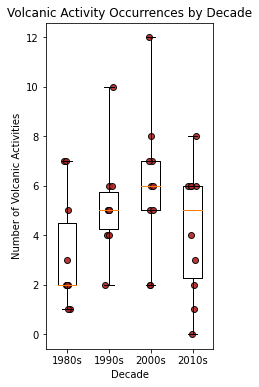 Volcanic Activity Occurrences by Decade
Number of Volcanic Activities
12
10
8
6
4
2
0
1980s 1990s 2000s 2010s
Decade